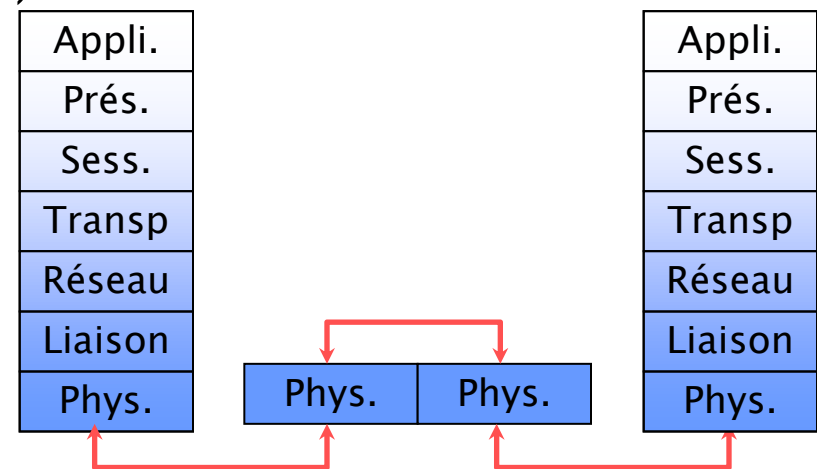 Appli.
Prés.
Sess.
Transp
Réseau
Liaison
Phys.
Phys.
Phys.
Appli.
Prés.
Sess.
Transp
Réseau
Liaison
Phys.